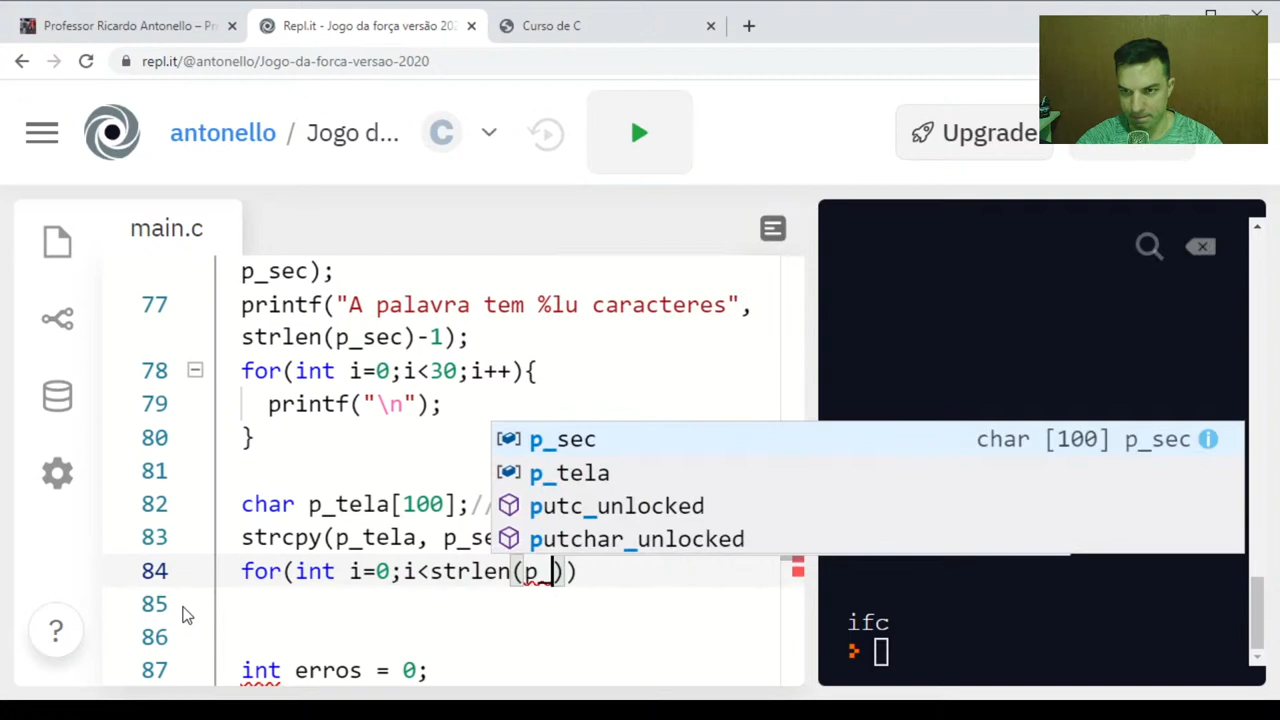 Professor Ricardo Antonello – Pr
Repl.it - Jogo da força versão 202
Curso de C
repl.it/@antonello/Jogo-da-forca-versao-2020
antonello / Jogo d...
C
Upgrade
main.c
p_sec);
77 printf("A palavra tem %lu caracteres",
strlen(p_sec)-1);
78 for(int i=0;i<30;i++){
79 printf("\n");
80 }
81
82 char p_tela[100];//
83 strcpy(p_tela, p_se
84 for(int i=0;i<strlen(p_))
85
86
87 int erros = 0;
p_sec char [100] p_sec
p_tela
putc_unlocked
putchar_unlocked
?
ifc